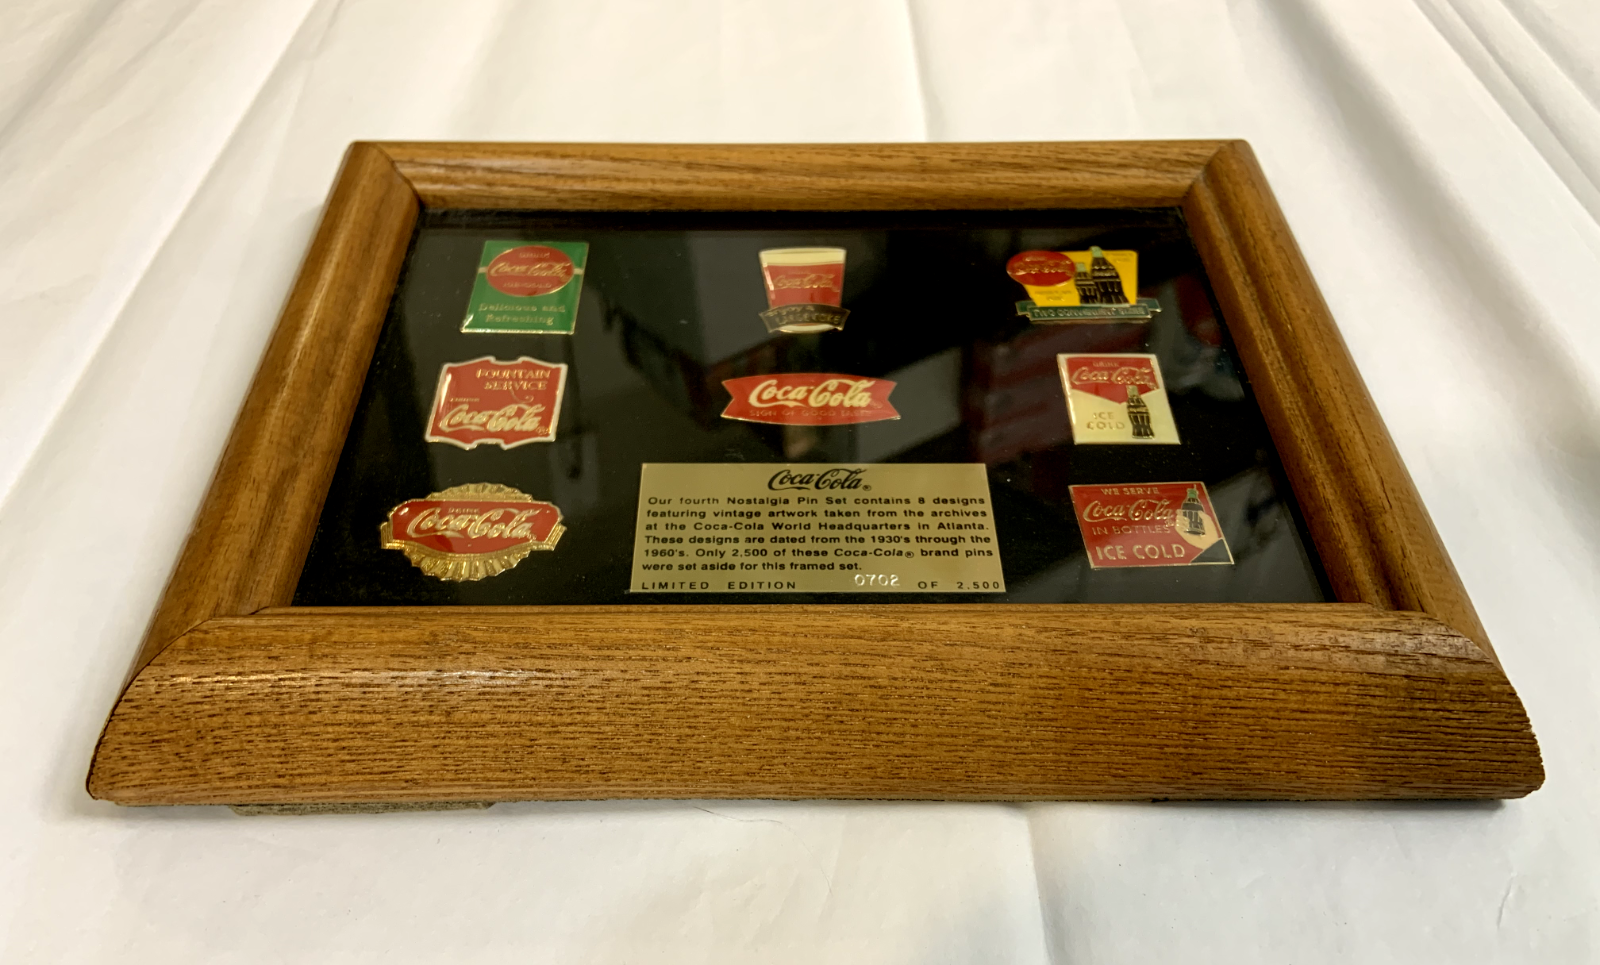 Coca-Cola
Delicious and
Refreshing
Coca-Cola
Coca-Cola
FOUNTAIN
SERVICE
Coca-Cola
Coca-Cola
SIGN OF GOOD TASTE
DRINK
Coca-Cola
ICE
COLD
DRINK
Coca-Cola
WE SERVE
Coca-Cola
IN BOTTLES
ICE COLD
Coca-Cola®
Our fourth Nostalgia Pin Set contains 8 designs
featuring vintage artwork taken from the archives
at the Coca-Cola World Headquarters in Atlanta.
These designs are dated from the 1930's through the
1960's. Only 2,500 of these Coca-Cola® brand pins
were set aside for this framed set.
LIMITED EDITION 0702 OF 2,500